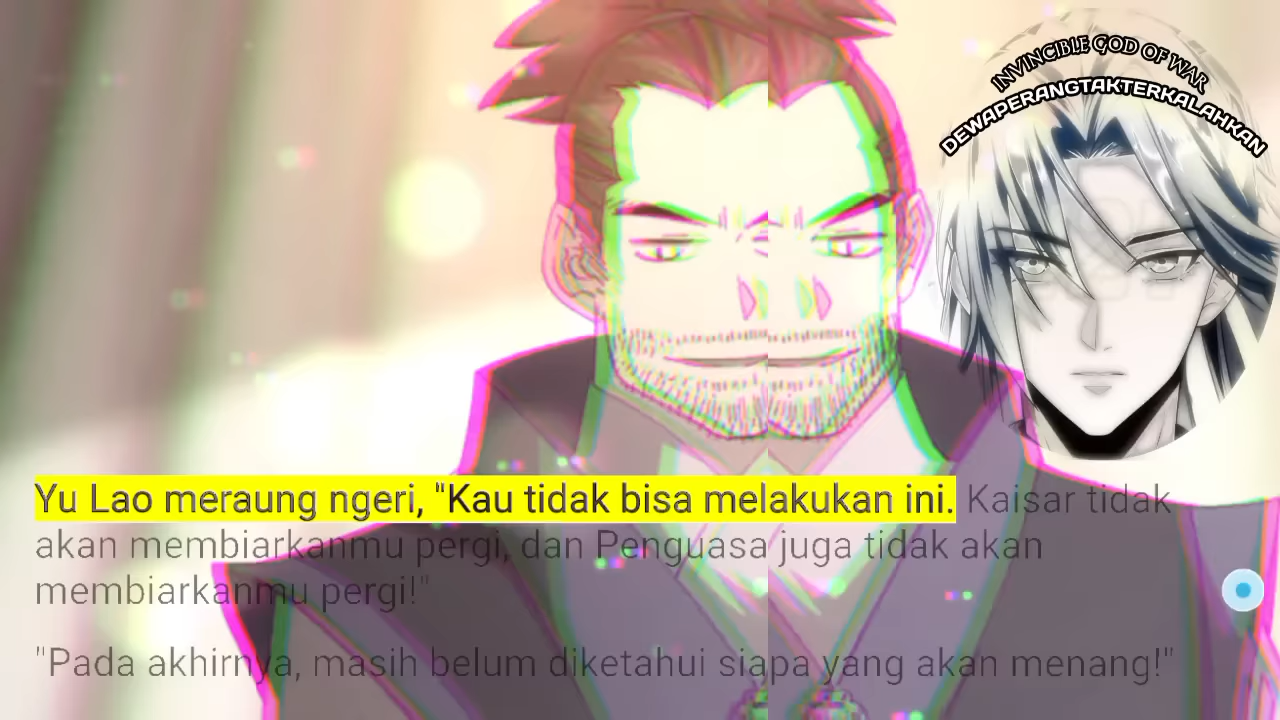 INVINCIBLE GOD OF WAR
DEWAPERANGTAKTERKALAHKAN
Yu Lao meraung ngeri, "Kau tidak bisa melakukan ini. Kaisar tidak
akan membiarkanmu pergi, dan Penguasa juga tidak akan
membiarkanmu pergi!"
"Pada akhirnya, masih belum diketahui siapa yang akan menang!"